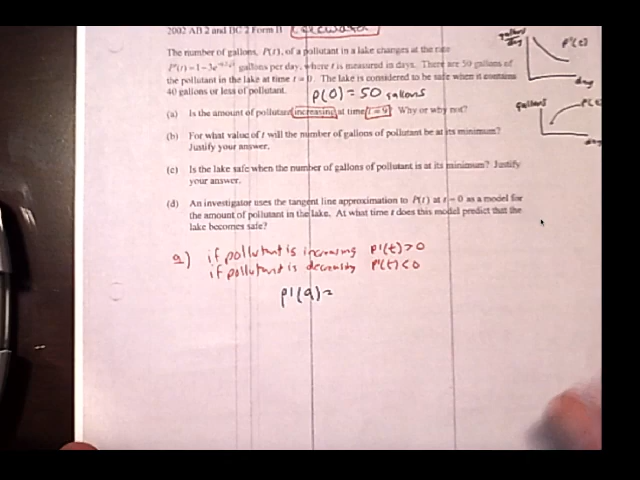 2002 AB 2 and BC 2 Form B Calculator
The number of gallons, P(t), of a pollutant in a lake changes at the rate
gallons per day, where t is measured in days. There are 50 gallons of
the pollutant in the lake at time t = 0. The lake is considered to be safe when it contains
40 gallons or less of pollutant.
P(0) = 50 gallons
gallons/day P'(t)
day
gallons P(t)
day
(a) Is the amount of pollutant increasing at time t = 9? Why or why not?
(b) For what value of t will the number of gallons of pollutant be at its minimum?
Justify your answer.
(c) Is the lake safe when the number of gallons of pollutant is at its minimum? Justify
your answer.
(d) An investigator uses the tangent line approximation to P(t) at t = 0 as a model for
the amount of pollutant in the lake. At what time t does this model predict that the
lake becomes safe?
a) if pollutant is increasing P'(t) > 0
if pollutant is decreasing P'(t) < 0
P'(9) =